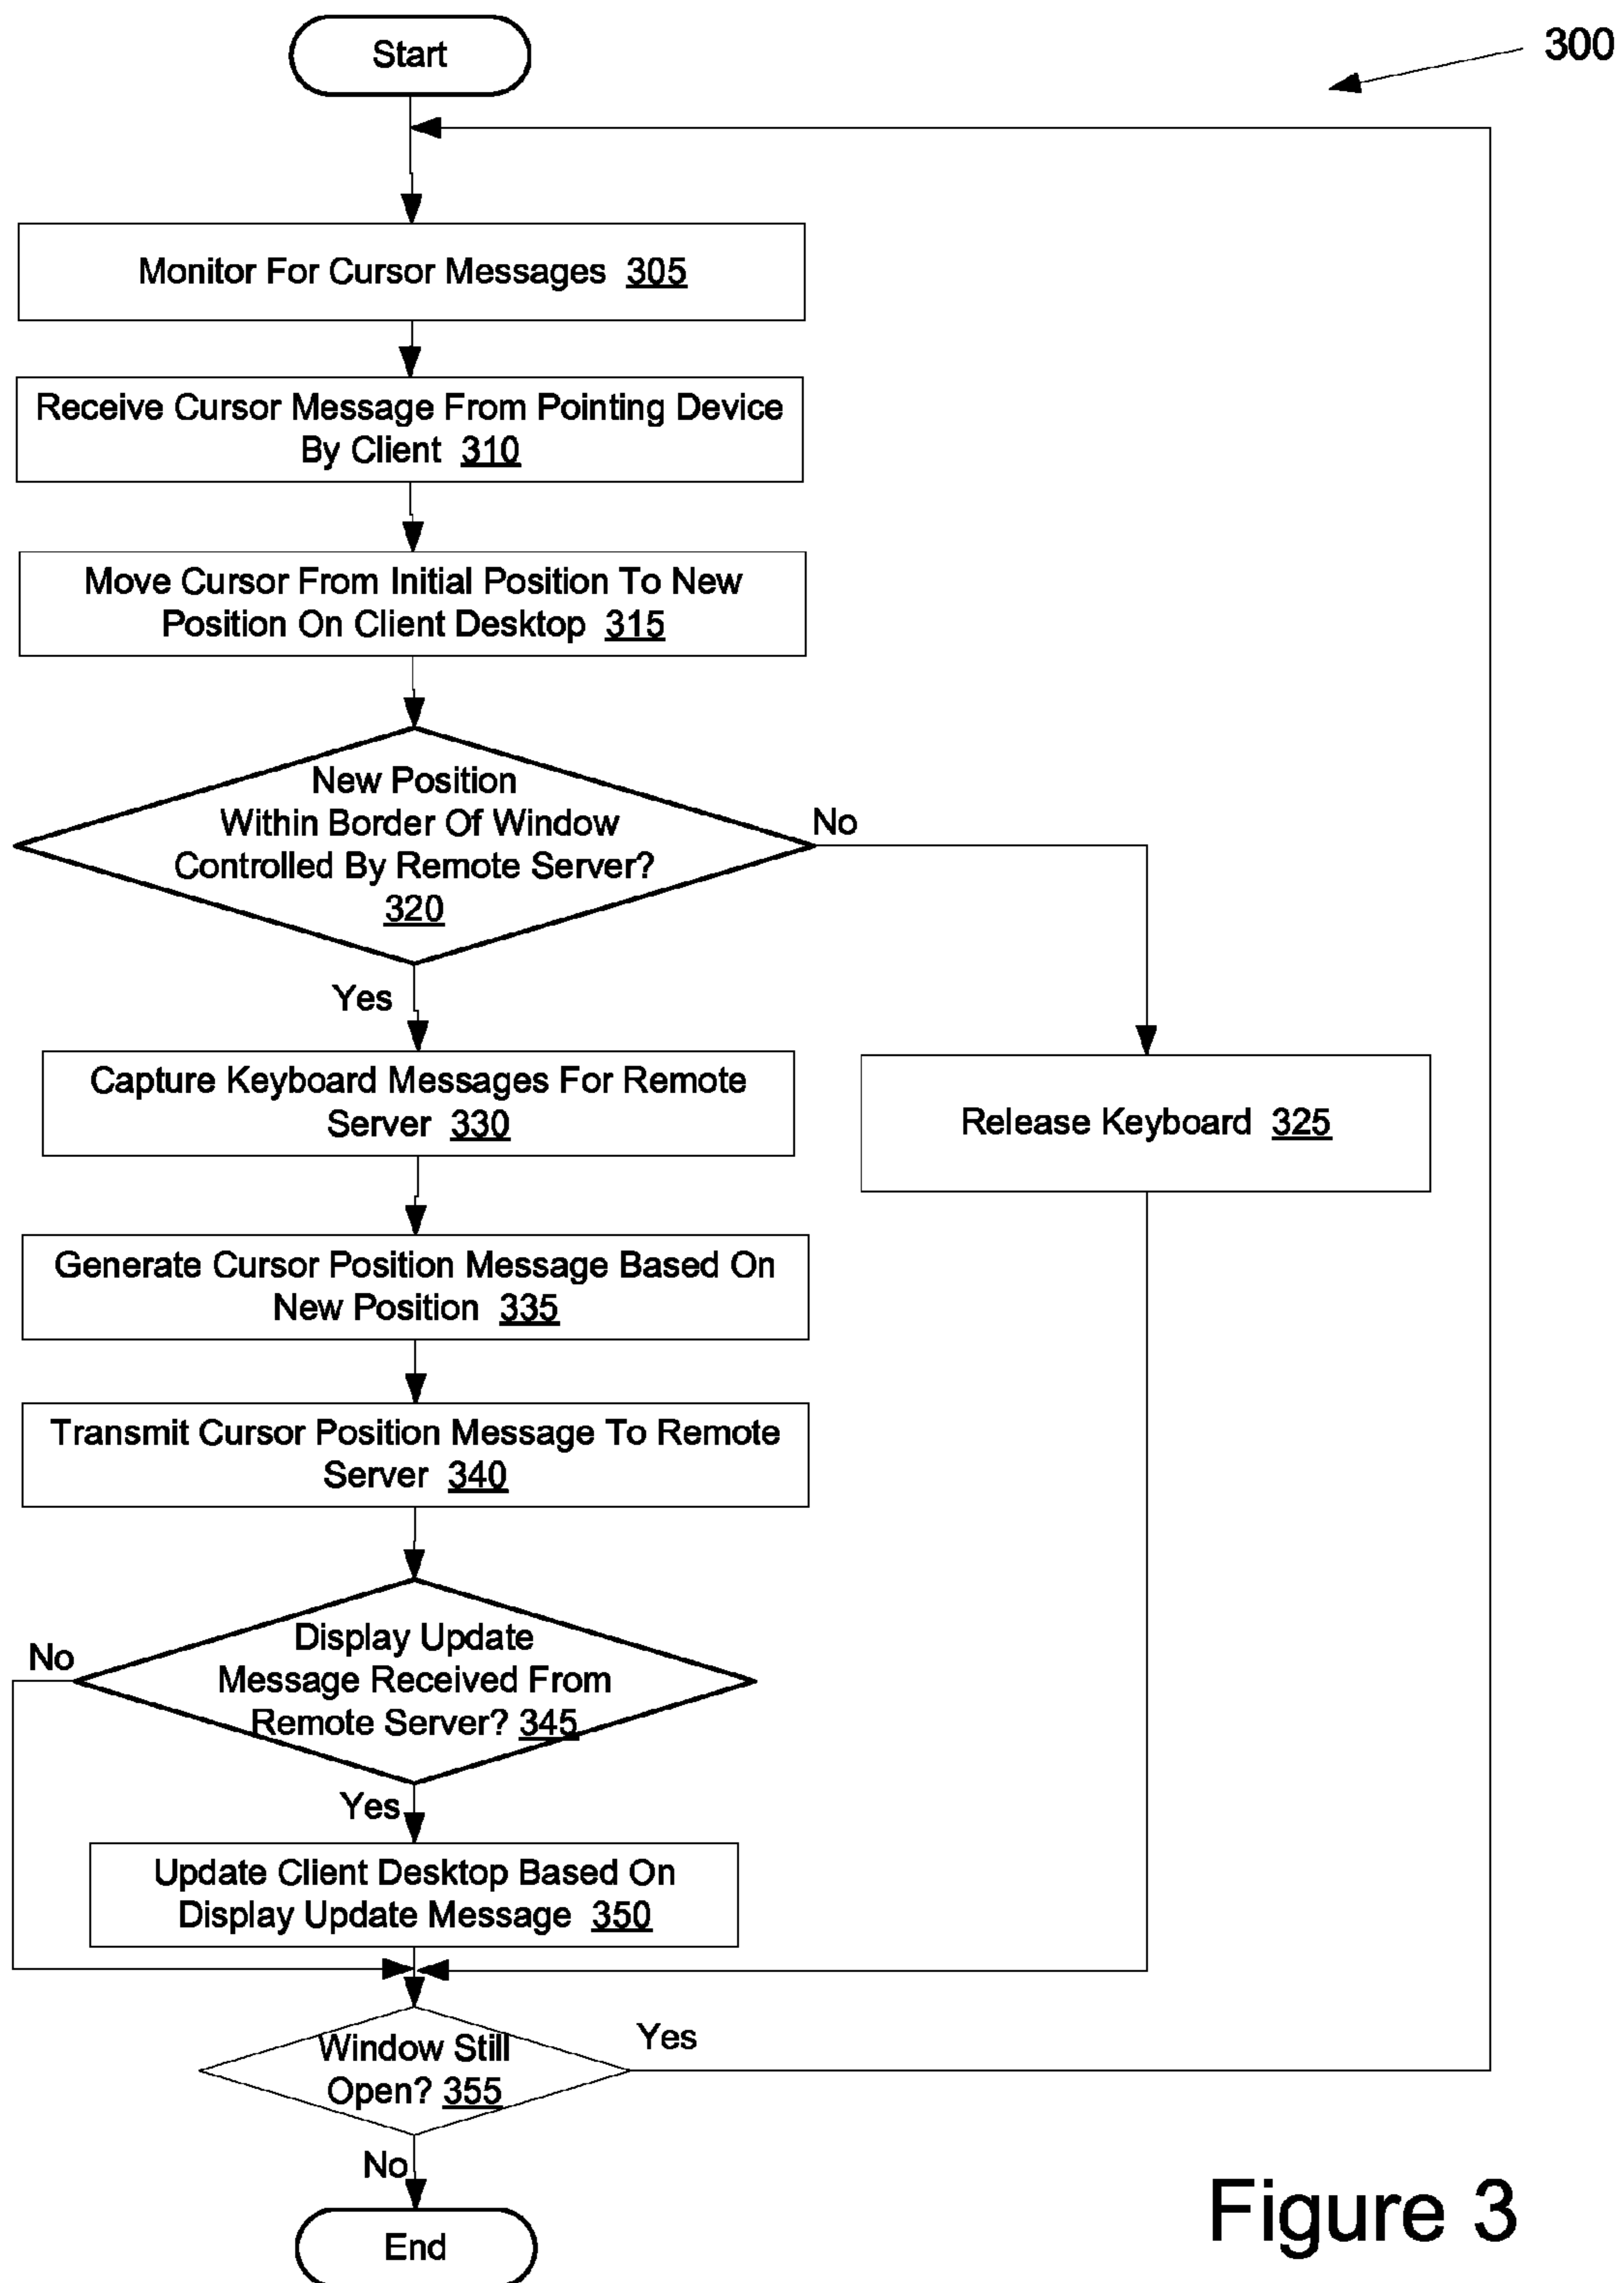 Start
300
Monitor For Cursor Messages 305
Receive Cursor Message From Pointing Device
By Client 310
Move Cursor From Initial Position To New
Position On Client Desktop 315
New Position
Within Border Of Window
Controlled By Remote Server?
320
No
Yes
Capture Keyboard Messages For Remote
Server 330
Release Keyboard 325
Generate Cursor Position Message Based On
New Position 335
Transmit Cursor Position Message To Remote
Server 340
Display Update
Message Received From
Remote Server? 345
No
Yes
Update Client Desktop Based On
Display Update Message 350
Window Still
Open? 355
Yes
No
End
Figure 3